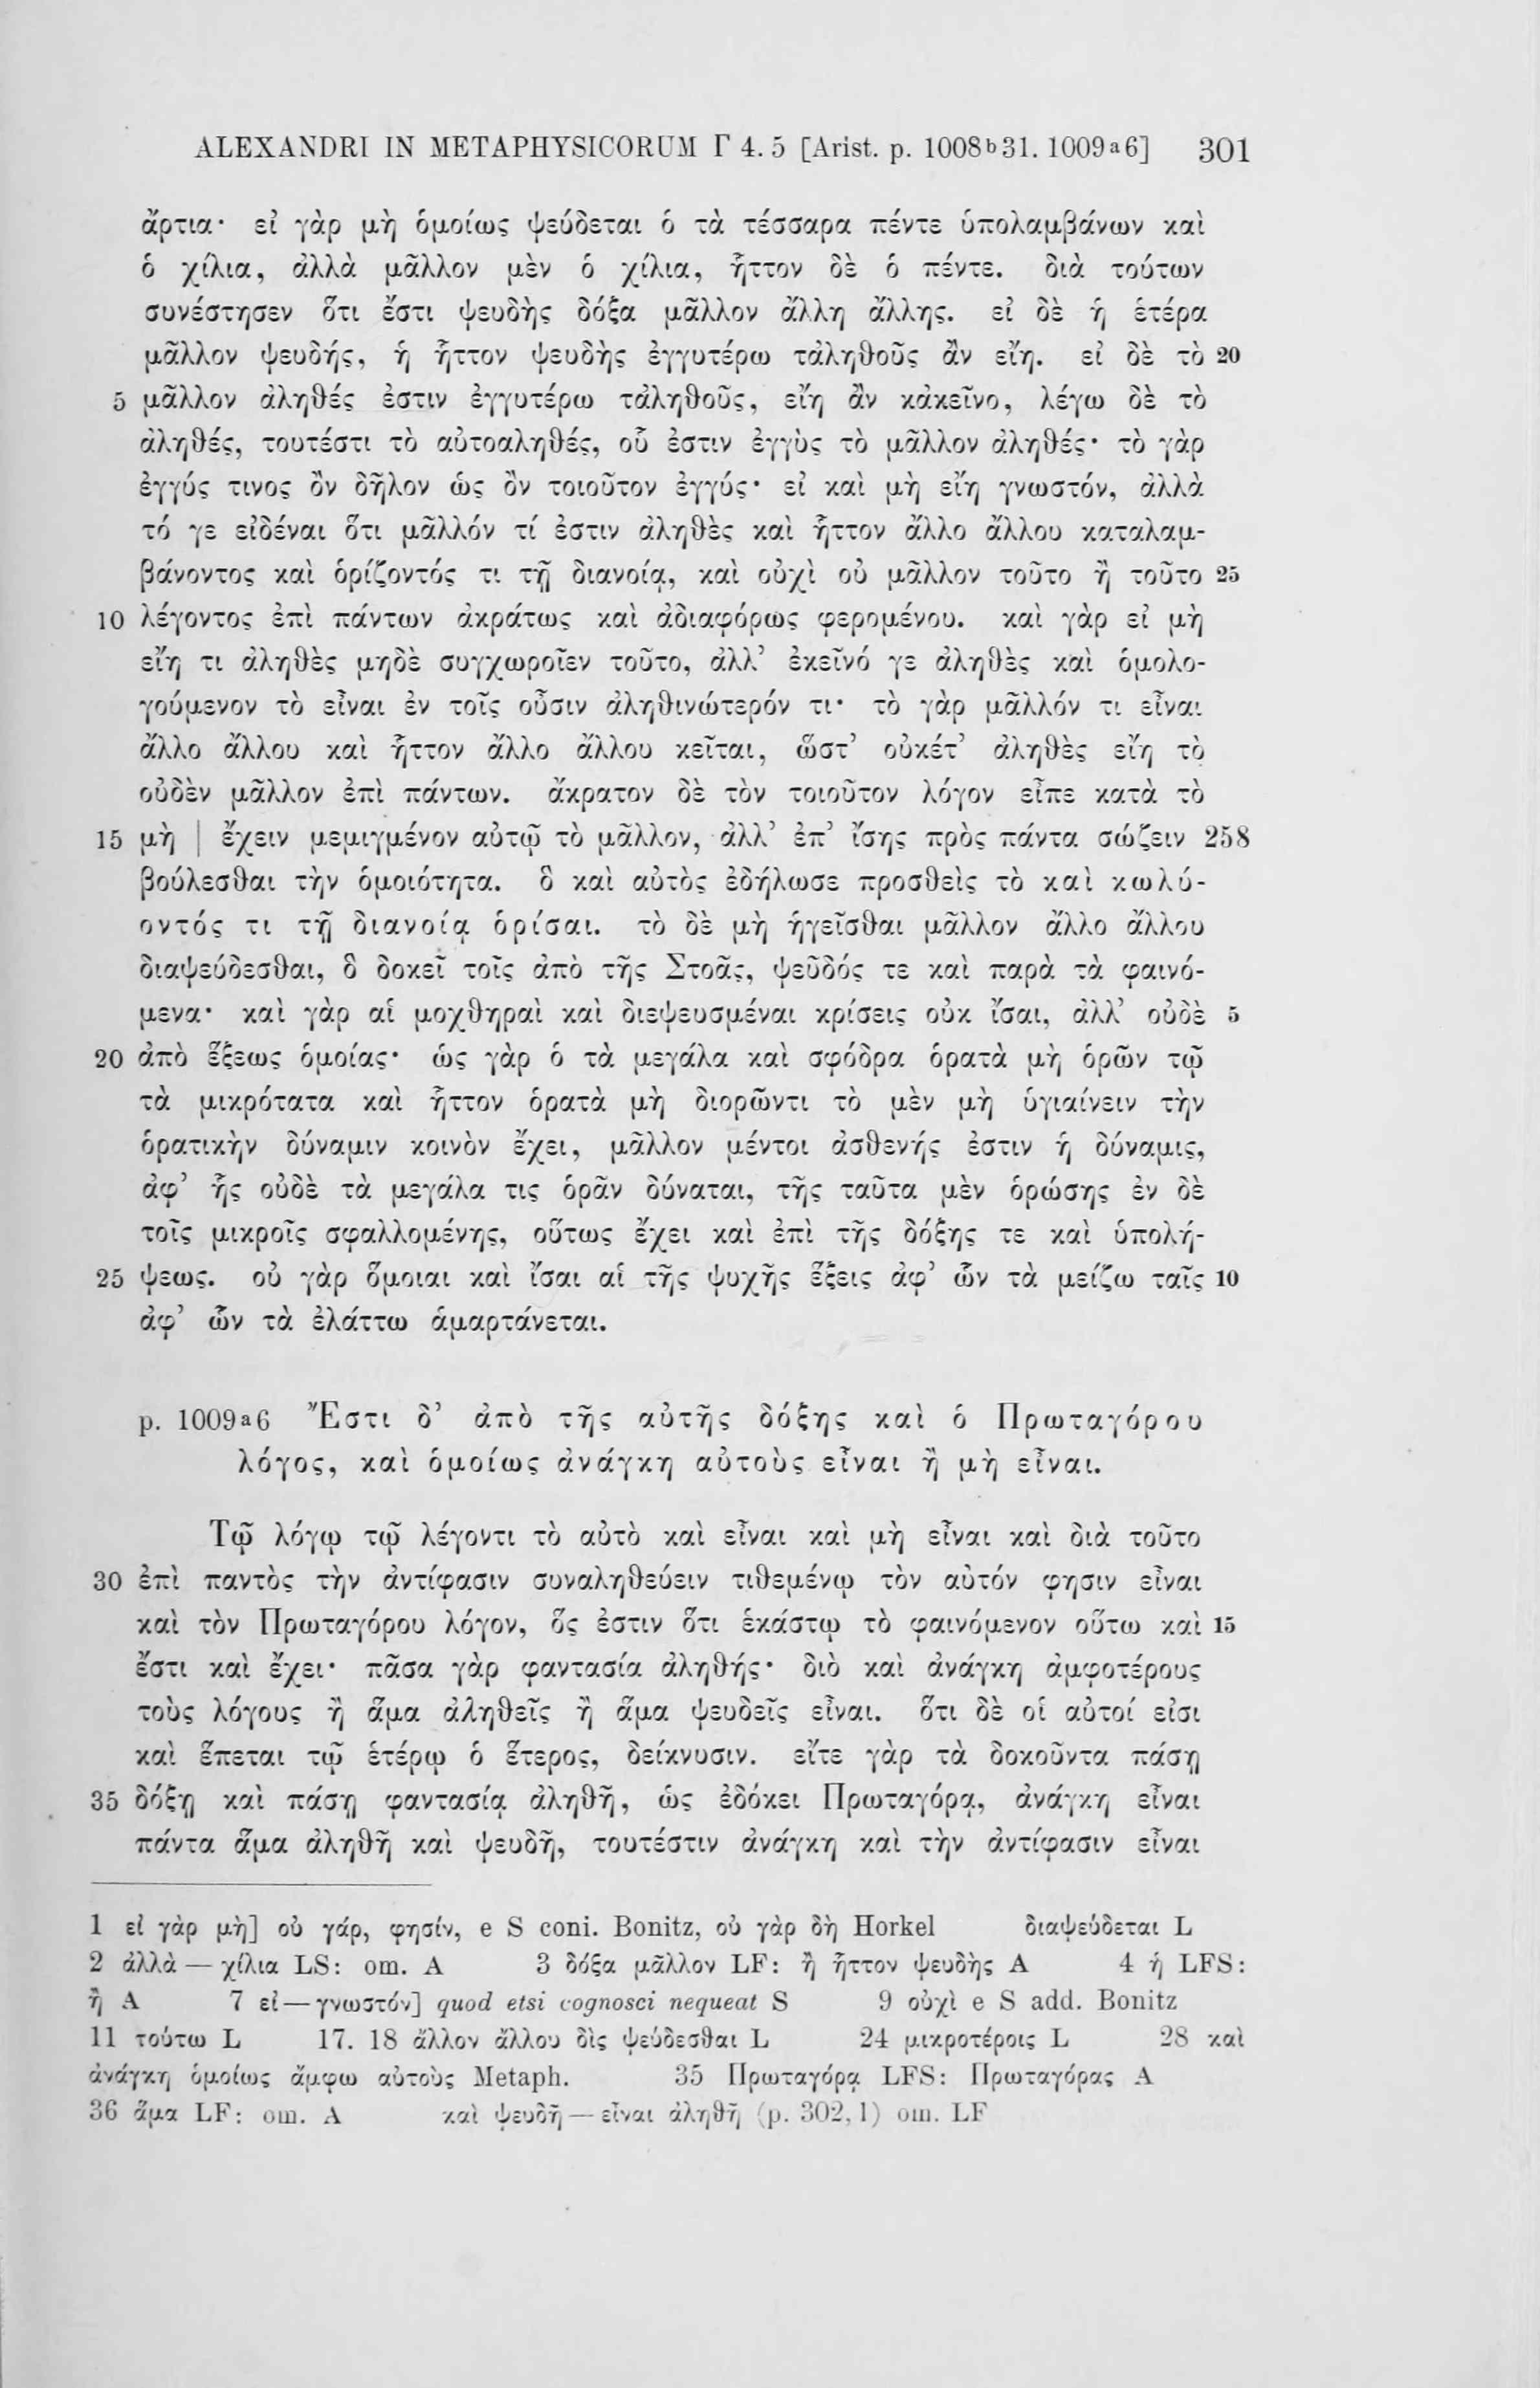 ALEXANDRI IN METAPHYSICORUM Γ 4. 5 [Arist. p. 1008b31. 1009a6] 301
ἄρτια· εἰ γὰρ μὴ ὁμοίως ψεύδεται ὁ τὰ τέσσαρα πέντε ὑπολαμβάνων καὶ
ὁ χίλια, ἀλλὰ μᾶλλον μὲν ὁ χίλια, ἧττον δὲ ὁ πέντε. διὰ τούτων
συνέστησεν ὅτι ἔστι ψευδὴς δόξα μᾶλλον ἄλλη ἄλλης. εἰ δὲ ἡ ἑτέρα
μᾶλλον ψευδής, ἡ ἧττον ψευδὴς ἐγγυτέρω τἀληθοῦς ἂν εἴη. εἰ δὲ τὸ 20
5 μᾶλλον ἀληθές ἐστιν ἐγγυτέρω τἀληθοῦς, εἴη ἂν κἀκεῖνο, λέγω δὲ τὸ
ἀληθές, τουτέστι τὸ αὐτοαληθές, οὗ ἐστιν ἐγγὺς τὸ μᾶλλον ἀληθές· τὸ γὰρ
ἐγγύς τινος ὂν δῆλον ὡς ὂν τοιοῦτον ἐγγύς· εἰ καὶ μὴ εἴη γνωστόν, ἀλλὰ
τό γε εἰδέναι ὅτι μᾶλλόν τί ἐστιν ἀληθὲς καὶ ἧττον ἄλλο ἄλλου καταλαμ-
βάνοντος καὶ ὁρίζοντός τι τῇ διανοίᾳ, καὶ οὐχὶ οὐ μᾶλλον τοῦτο ἢ τοῦτο 25
10 λέγοντος ἐπὶ πάντων ἀκράτως καὶ ἀδιαφόρως φερομένου. καὶ γὰρ εἰ μὴ
εἴη τι ἀληθὲς μηδὲ συγχωροῖεν τοῦτο, ἀλλ’ ἐκεῖνό γε ἀληθὲς καὶ ὁμολο-
γούμενον τὸ εἶναι ἐν τοῖς οὖσιν ἀληθινώτερόν τι· τὸ γὰρ μᾶλλόν τι εἶναι
ἄλλο ἄλλου καὶ ἧττον ἄλλο ἄλλου κεῖται, ὥστ’ οὐκέτ’ ἀληθὲς εἴη τὸ
οὐδὲν μᾶλλον ἐπὶ πάντων. ἄκρατον δὲ τὸν τοιοῦτον λόγον εἶπε κατὰ τὸ
15 μὴ | ἔχειν μεμιγμένον αὐτῷ τὸ μᾶλλον, ἀλλ’ ἐπ’ ἴσης πρὸς πάντα σώζειν 258
βούλεσθαι τὴν ὁμοιότητα. ὃ καὶ αὐτὸς ἐδήλωσε προσθεὶς τὸ καὶ κωλύ-
οντός τι τῇ διανοίᾳ ὁρίσαι. τὸ δὲ μὴ ἡγεῖσθαι μᾶλλον ἄλλο ἄλλου
διαψεύδεσθαι, ὃ δοκεῖ τοῖς ἀπὸ τῆς Στοᾶς, ψεῦδός τε καὶ παρὰ τὰ φαινό-
μενα· καὶ γὰρ αἱ μοχθηραὶ καὶ διεψευσμέναι κρίσεις οὐκ ἴσαι, ἀλλ’ οὐδὲ 5
20 ἀπὸ ἕξεως ὁμοίας· ὡς γὰρ ὁ τὰ μεγάλα καὶ σφόδρα ὁρατὰ μὴ ὁρῶν τῷ
τὰ μικρότατα καὶ ἧττον ὁρατὰ μὴ διορῶντι τὸ μὲν μὴ ὑγιαίνειν τὴν
ὁρατικὴν δύναμιν κοινὸν ἔχει, μᾶλλον μέντοι ἀσθενής ἐστιν ἡ δύναμις,
ἀφ’ ἧς οὐδὲ τὰ μεγάλα τις ὁρᾶν δύναται, τῆς ταῦτα μὲν ὁρώσης ἐν δὲ
τοῖς μικροῖς σφαλλομένης, οὕτως ἔχει καὶ ἐπὶ τῆς δόξης τε καὶ ὑπολή-
25 ψεως. οὐ γὰρ ὅμοιαι καὶ ἴσαι αἱ τῆς ψυχῆς ἕξεις ἀφ’ ὧν τὰ μείζω ταῖς 10
ἀφ’ ὧν τὰ ἐλάττω ἁμαρτάνεται.
p. 1009a6 Ἔστι δ’ ἀπὸ τῆς αὐτῆς δόξης καὶ ὁ Πρωταγόρου
λόγος, καὶ ὁμοίως ἀνάγκη αὐτοὺς εἶναι ἢ μὴ εἶναι.
Τῷ λόγῳ τῷ λέγοντι τὸ αὐτὸ καὶ εἶναι καὶ μὴ εἶναι καὶ διὰ τοῦτο
30 ἐπὶ παντὸς τὴν ἀντίφασιν συναληθεύειν τιθεμένῳ τὸν αὐτόν φησιν εἶναι
καὶ τὸν Πρωταγόρου λόγον, ὅς ἐστιν ὅτι ἑκάστῳ τὸ φαινόμενον οὕτω καὶ 15
ἔστι καὶ ἔχει· πᾶσα γὰρ φαντασία ἀληθής· διὸ καὶ ἀνάγκη ἀμφοτέρους
τοὺς λόγους ἢ ἅμα ἀληθεῖς ἢ ἅμα ψευδεῖς εἶναι. ὅτι δὲ οἱ αὐτοί εἰσι
καὶ ἕπεται τῷ ἑτέρῳ ὁ ἕτερος, δείκνυσιν. εἴτε γὰρ τὰ δοκοῦντα πάσῃ
35 δόξῃ καὶ πάσῃ φαντασίᾳ ἀληθῆ, ὡς ἐδόκει Πρωταγόρᾳ, ἀνάγκη εἶναι
πάντα ἅμα ἀληθῆ καὶ ψευδῆ, τουτέστιν ἀνάγκη καὶ τὴν ἀντίφασιν εἶναι
1 εἰ γὰρ μὴ] οὐ γάρ, φησίν, e S coni. Bonitz, οὐ γὰρ δὴ Horkel διαψεύδεται L
2 ἀλλὰ — χίλια LS: om. A 3 δόξα μᾶλλον LF: ἢ ἧττον ψευδὴς A 4 ἡ LFS:
ἢ A 7 εἰ — γνωστόν] quod etsi cognosci nequeat S 9 οὐχὶ e S add. Bonitz
11 τούτω L 17. 18 ἄλλον ἄλλου δὶς ψεύδεσθαι L 24 μικροτέροις L 28 καὶ
ἀνάγκη ὁμοίως ἄμφω αὐτοὺς Metaph. 35 Πρωταγόρᾳ LFS: Πρωταγόρας A
36 ἅμα LF: om. A καὶ ψευδῆ — εἶναι ἀληθῆ (p. 302, 1) om. LF